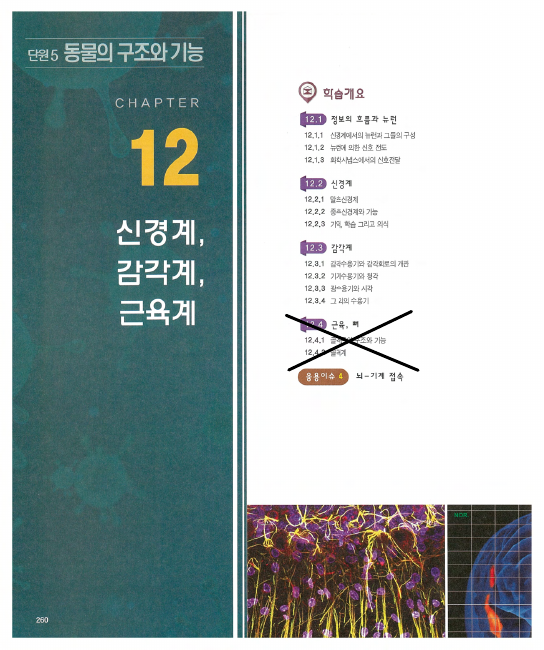 단원 5 동물의 구조와 기능
CHAPTER
12
신경계,
감각계,
근육계
260
학습개요
12.1 정보의 흐름과 뉴런
12.1.1 신경계에서의 뉴런과 그들의 구성
12.1.2 뉴런에 의한 신호 전도
12.1.3 화학시냅스에서의 신호전달
12.2 신경계
12.2.1 말초신경계
12.2.2 중추신경계와 기능
12.2.3 기억, 학습 그리고 의식
12.3 감각계
12.3.1 감각수용기와 감각회로의 개관
12.3.2 기계수용기와 청각
12.3.3 광수용기와 시각
12.3.4 그 외의 수용기
12.4 근육, 뼈
12.4.1 구조와 기능
12.4.2
응용이슈 4 뇌-기계 접속